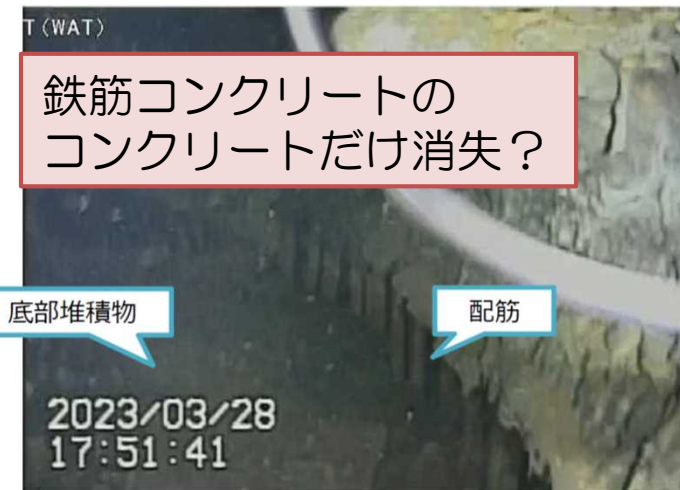 T(WAT)
鉄筋コンクリートの
コンクリートだけ消失？
底部堆積物
配筋
2023/03/28
17:51:41